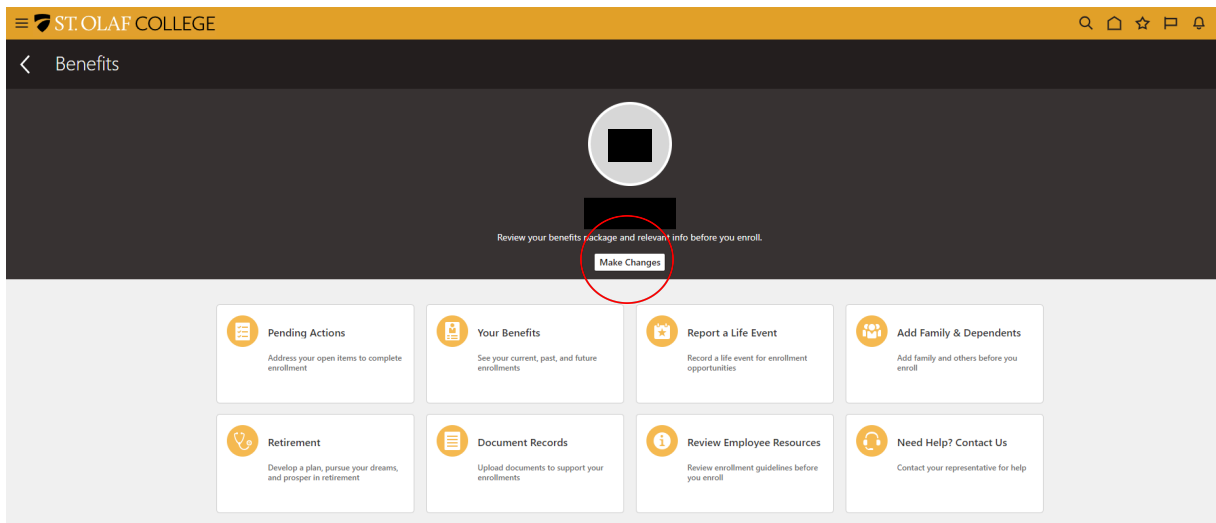 ST. OLAF COLLEGE
Benefits
Review your benefits package and relevant info before you enroll.
Make Changes
Pending Actions
Address your open items to complete
enrollment
Your Benefits
See your current, past, and future
enrollments
Report a Life Event
Record a life event for enrollment
opportunities
Add Family & Dependents
Add family and others before you
enroll
Retirement
Develop a plan, pursue your dreams,
and prosper in retirement
Document Records
Upload documents to support your
enrollments
Review Employee Resources
Review enrollment guidelines before
you enroll
Need Help? Contact Us
Contact your representative for help